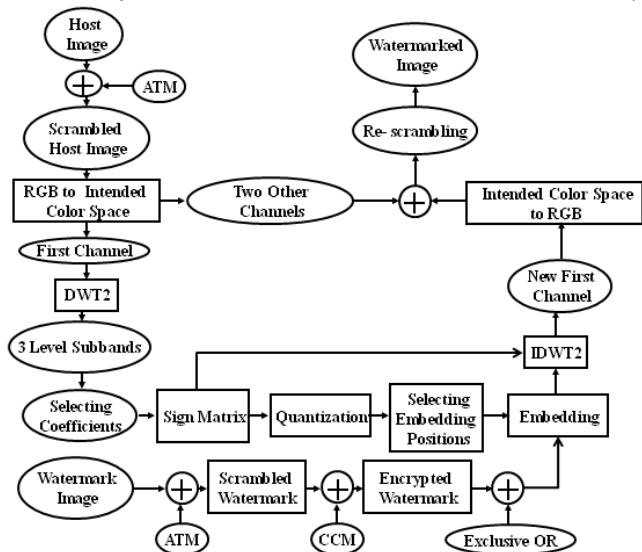 Host
Image
ATM
Scrambled
Host Image
Watermarked
Image
Re- scrambling
RGB to Intended
Color Space
Two Other
Channels
Intended Color Space
to RGB
First Channel
New First
Channel
DWT2
3 Level Subbands
IDWT2
Selecting
Coefficients
Sign Matrix
Quantization
Selecting
Embedding
Positions
Embedding
Watermark
Image
Scrambled
Watermark
Encrypted
Watermark
ATM
CCM
Exclusive OR